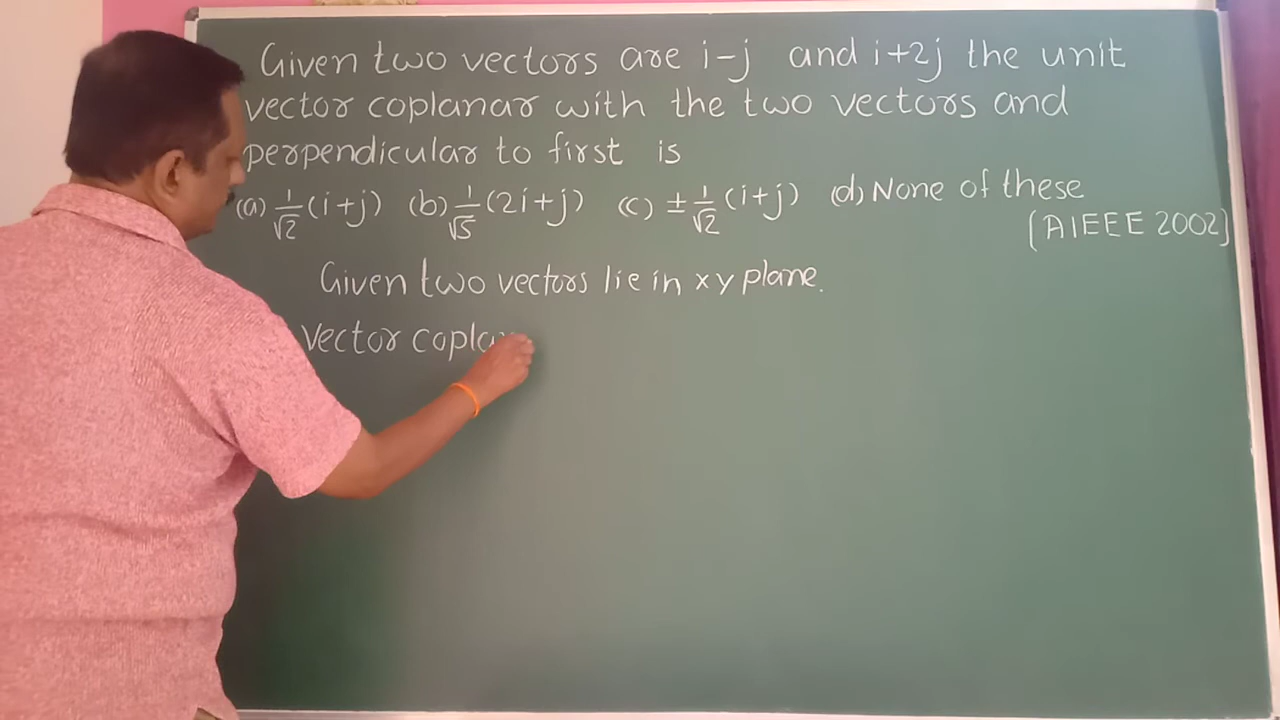 Given two vectors are i-j and i+2j the unit
vector coplanar with the two vectors and
perpendicular to first is
(a) 1/√2 (i+j) (b) 1/√5 (2i+j) (c) ± 1/√2 (i+j) (d) None of these
[AIEEE 2002]
Given two vectors lie in xy plane.
Vector copla